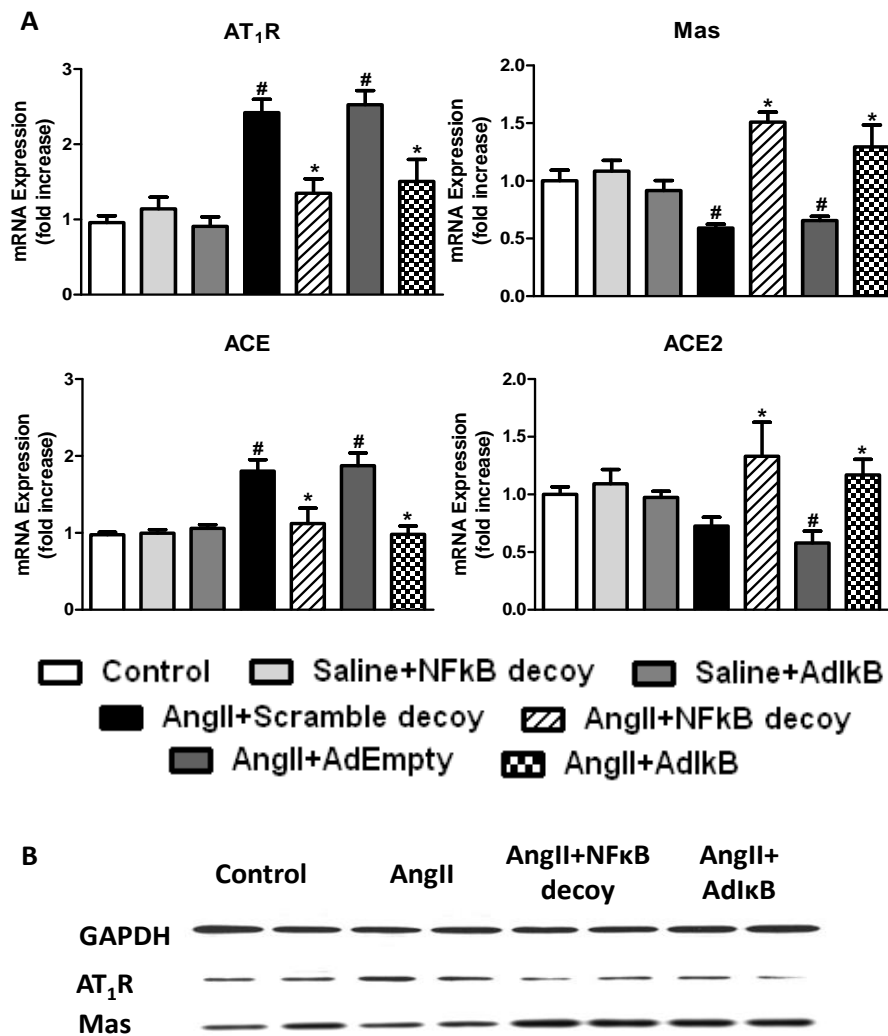 A
AT₁R
mRNA Expression
(fold increase)
3
2
1
0
#
*
#
*
Mas
mRNA Expression
(fold increase)
2.0
1.5
1.0
0.5
0.0
#
*
#
*
ACE
mRNA Expression
(fold increase)
3
2
1
0
#
*
#
*
ACE2
mRNA Expression
(fold increase)
2.0
1.5
1.0
0.5
0.0
*
#
*
Control Saline+NFkB decoy Saline+AdIkB
AngII+Scramble decoy AngII+NFkB decoy
AngII+AdEmpty AngII+AdIkB
B
Control
AngII
AngII+NFκB
decoy
AngII+
AdIκB
GAPDH
AT₁R
Mas